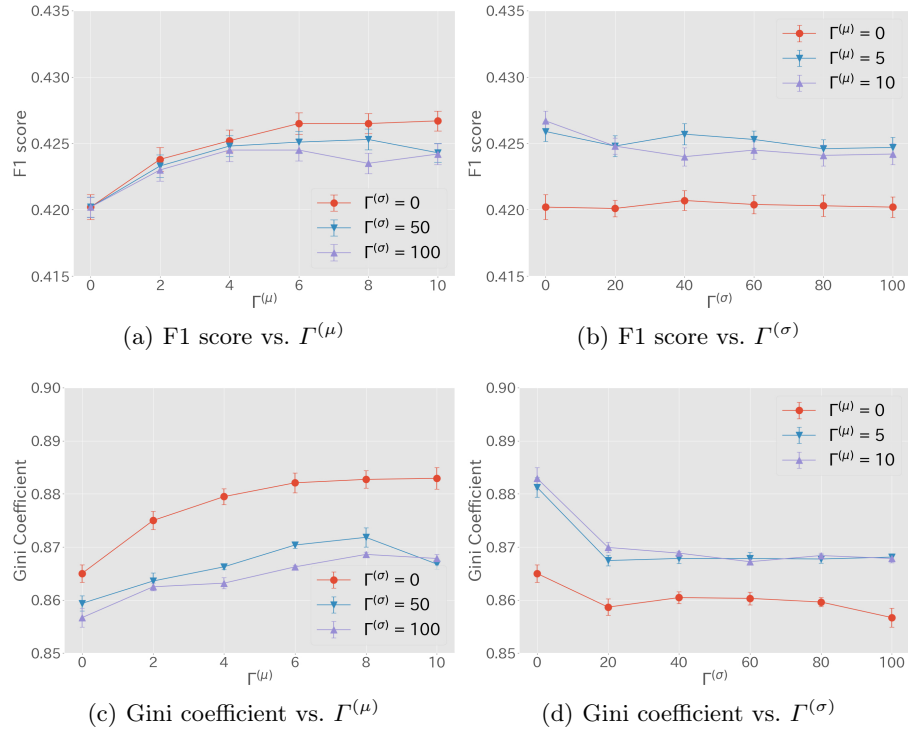 0.435
0.430
0.425
0.420
0.415
F1 score
0 2 4 6 8 10
Γ(μ)
Γ(σ) = 0
Γ(σ) = 50
Γ(σ) = 100
(a) F1 score vs. Γ(μ)
0.435
0.430
0.425
0.420
0.415
F1 score
0 20 40 60 80 100
Γ(σ)
Γ(μ) = 0
Γ(μ) = 5
Γ(μ) = 10
(b) F1 score vs. Γ(σ)
0.90
0.89
0.88
0.87
0.86
0.85
Gini Coefficient
0 2 4 6 8 10
Γ(μ)
Γ(σ) = 0
Γ(σ) = 50
Γ(σ) = 100
(c) Gini coefficient vs. Γ(μ)
0.90
0.89
0.88
0.87
0.86
0.85
Gini Coefficient
0 20 40 60 80 100
Γ(σ)
Γ(μ) = 0
Γ(μ) = 5
Γ(μ) = 10
(d) Gini coefficient vs. Γ(σ)